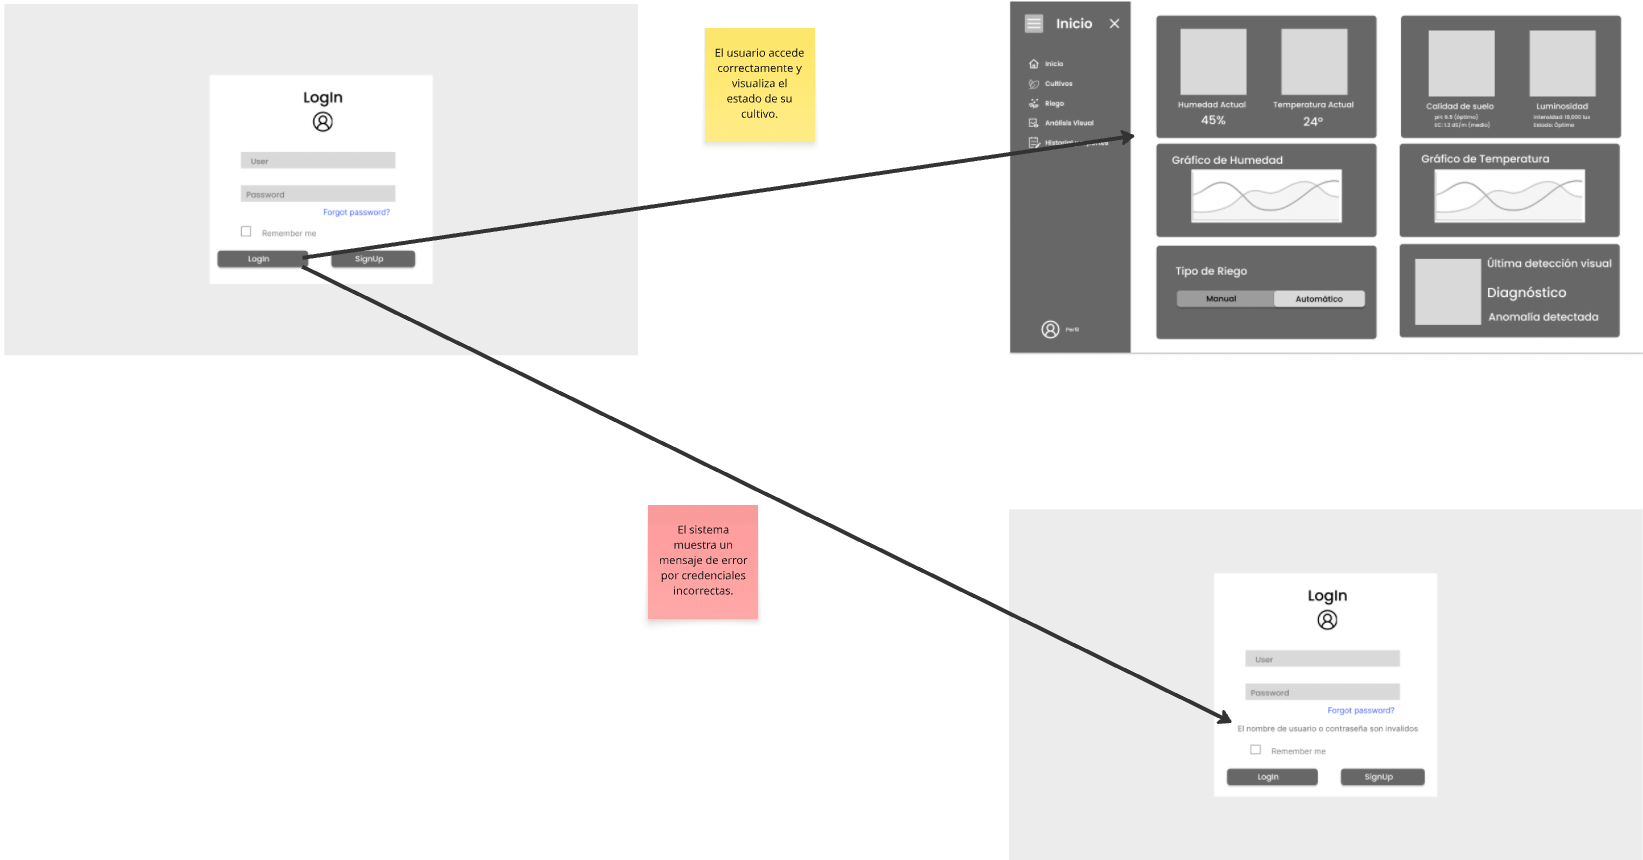 LogIn
User
Password
Forgot password?
Remember me
LogIn
SignUp
El usuario accede
correctamente y
visualiza el
estado de su
cultivo.
Inicio
Inicio
Cultivos
Riego
Análisis Visual
Historial
Perfil
Humedad Actual
45%
Temperatura Actual
24°
Calidad de suelo
pH: 6.5 (óptimo)
EC: 1.2 dS/m (medio)
Luminosidad
Intensidad: 18,000 lux
Estado: Óptimo
Gráfico de Humedad
Gráfico de Temperatura
Tipo de Riego
Manual
Automático
Última detección visual
Diagnóstico
Anomalía detectada
El sistema
muestra un
mensaje de error
por credenciales
incorrectas.
LogIn
User
Password
Forgot password?
El nombre de usuario o contraseña son invalidos
Remember me
LogIn
SignUp